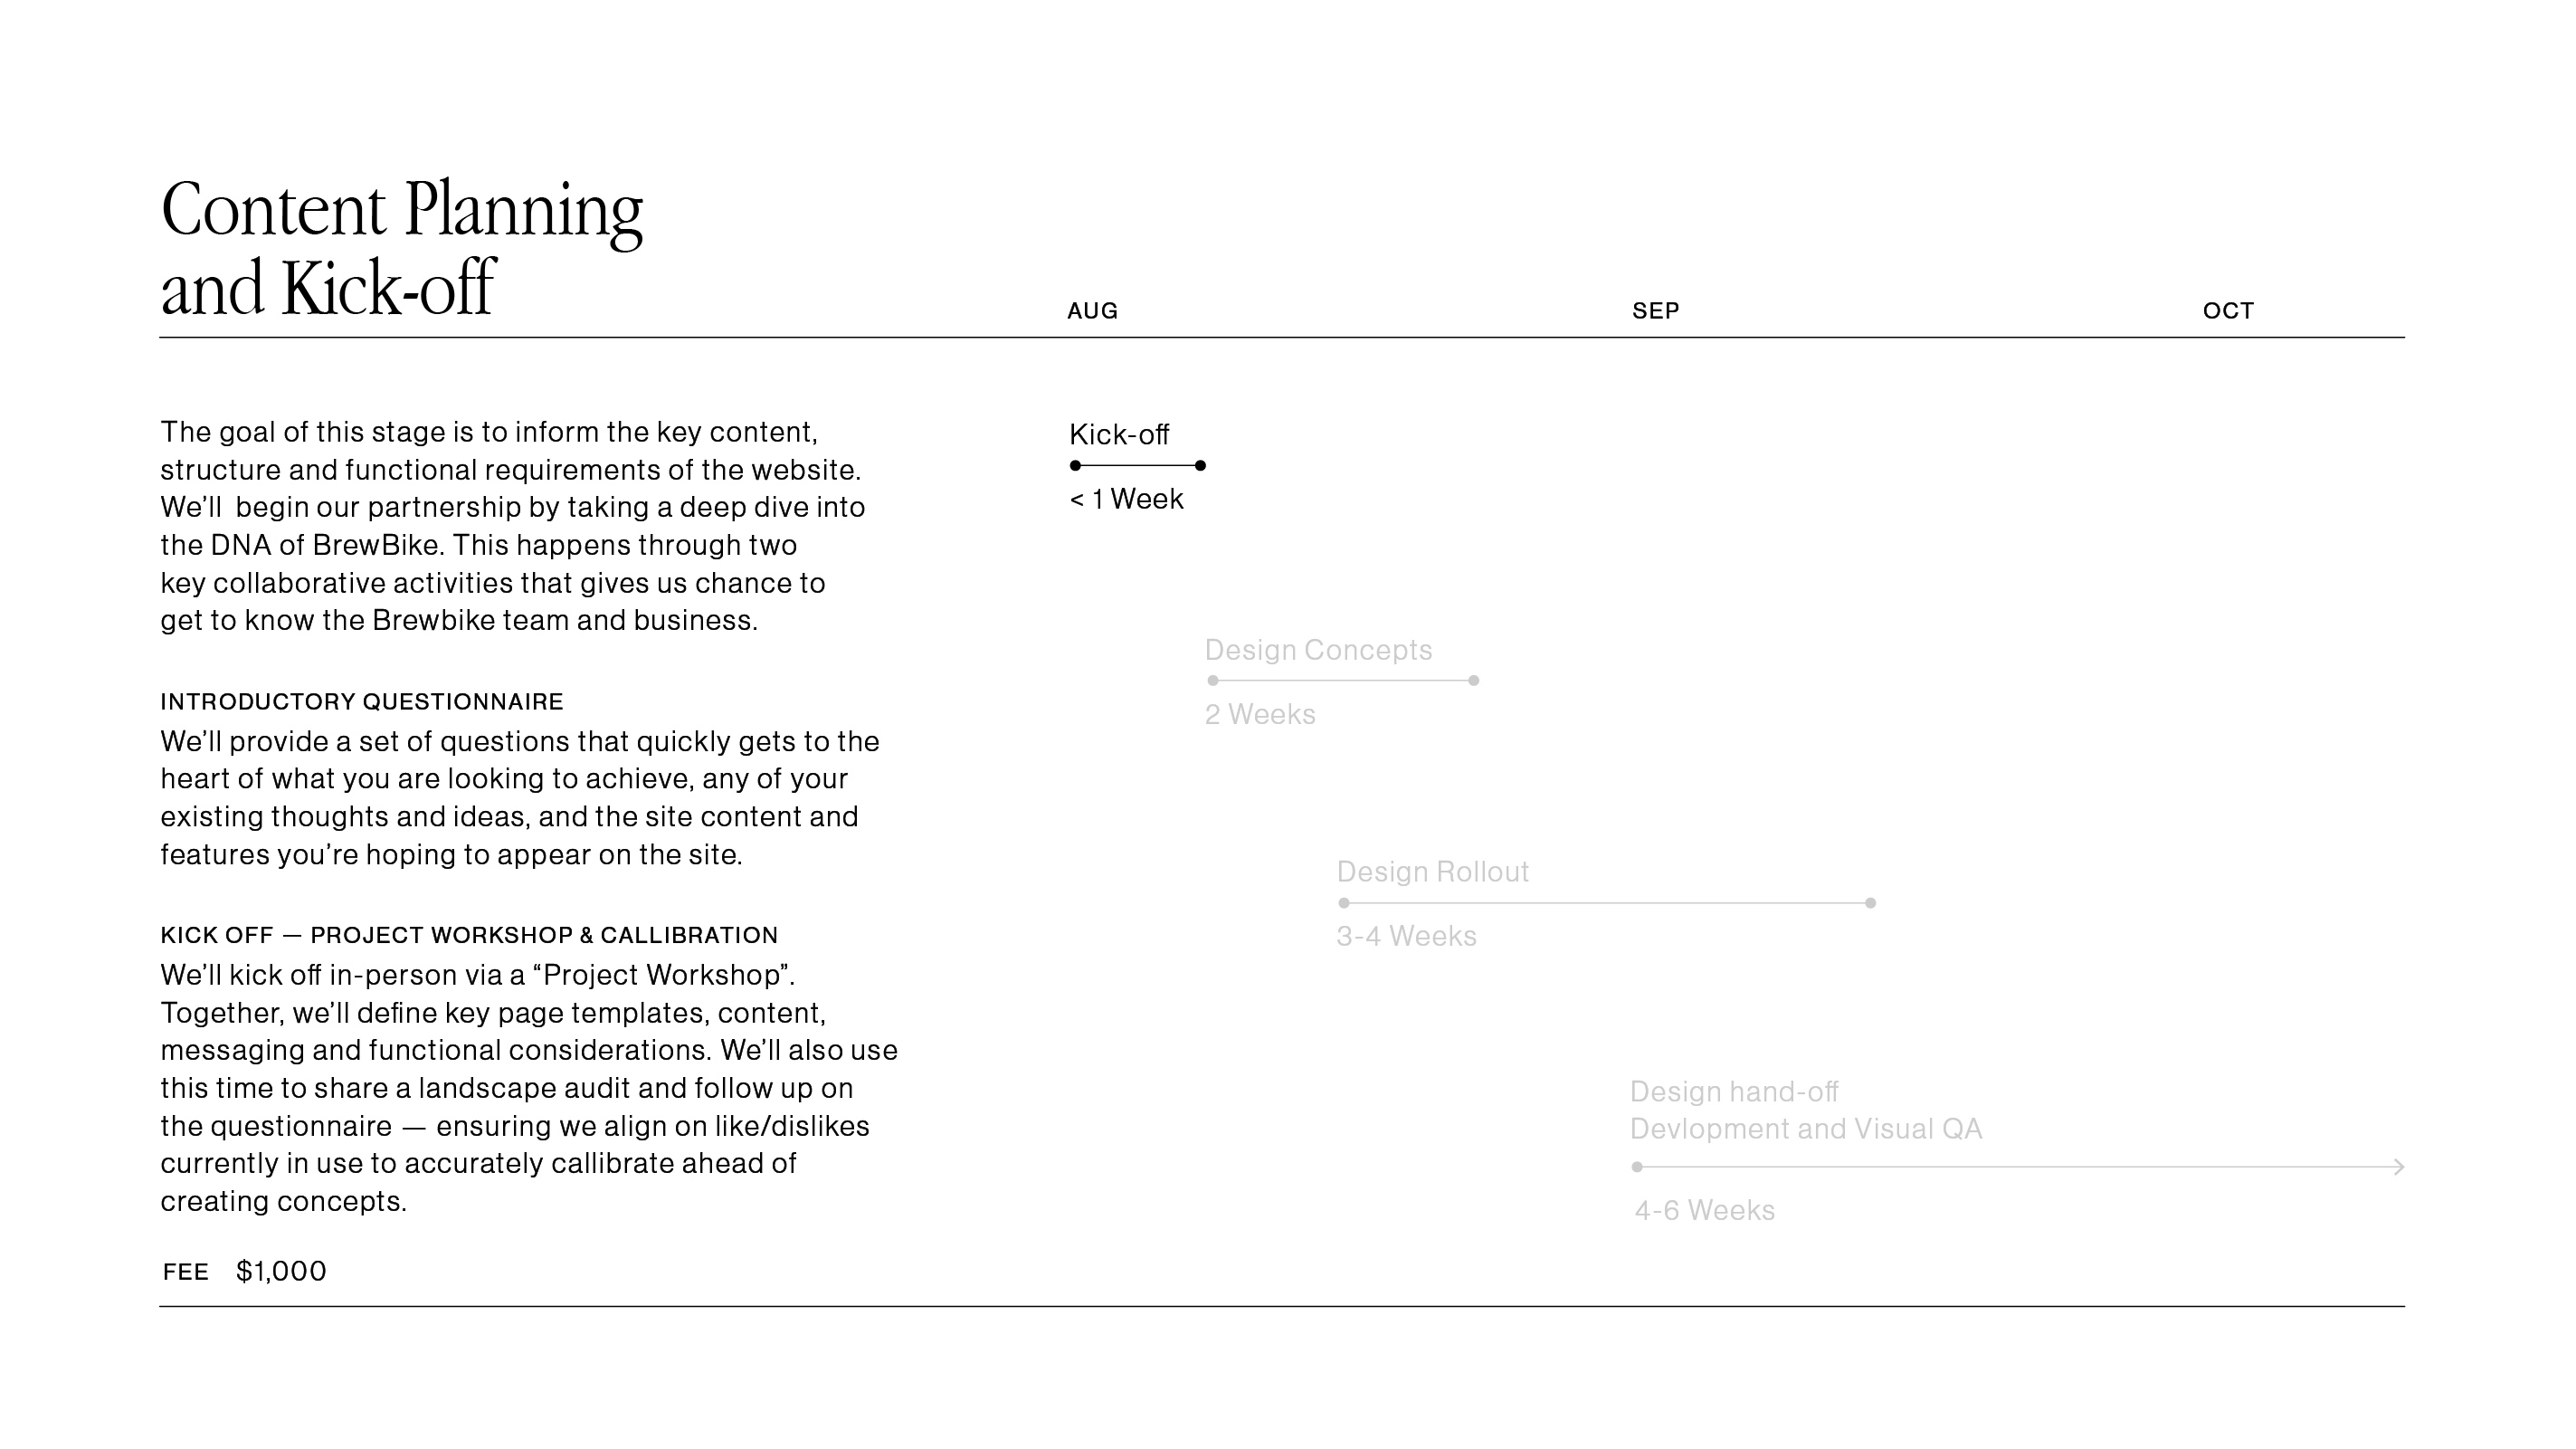 Content Planning
and Kick-off
AUG
SEP
OCT
The goal of this stage is to inform the key content,
structure and functional requirements of the website.
We’ll  begin our partnership by taking a deep dive into
the DNA of BrewBike. This happens through two
key collaborative activities that gives us chance to
get to know the Brewbike team and business.
INTRODUCTORY QUESTIONNAIRE
We’ll provide a set of questions that quickly gets to the
heart of what you are looking to achieve, any of your
existing thoughts and ideas, and the site content and
features you’re hoping to appear on the site.
KICK OFF — PROJECT WORKSHOP & CALLIBRATION
We’ll kick off in-person via a “Project Workshop”.
Together, we’ll define key page templates, content,
messaging and functional considerations. We’ll also use
this time to share a landscape audit and follow up on
the questionnaire — ensuring we align on like/dislikes
currently in use to accurately callibrate ahead of
creating concepts.
FEE $1,000
Kick-off
< 1 Week
Design Concepts
2 Weeks
Design Rollout
3-4 Weeks
Design hand-off
Devlopment and Visual QA
4-6 Weeks